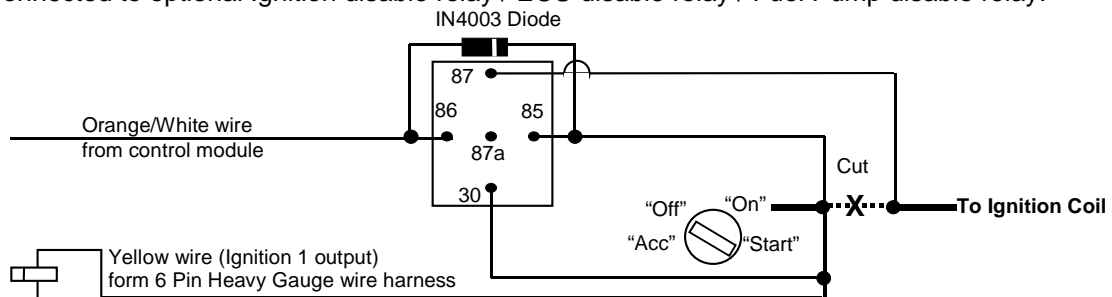 connected to optional ignition disable relay / ECU disable relay / Fuel Pump disable relay.
IN4003 Diode
87
86
85
Orange/White wire
from control module
87a
Cut
30
“Off”
“On”
X
To Ignition Coil
“Acc”
“Start”
Yellow wire (Ignition 1 output)
form 6 Pin Heavy Gauge wire harness